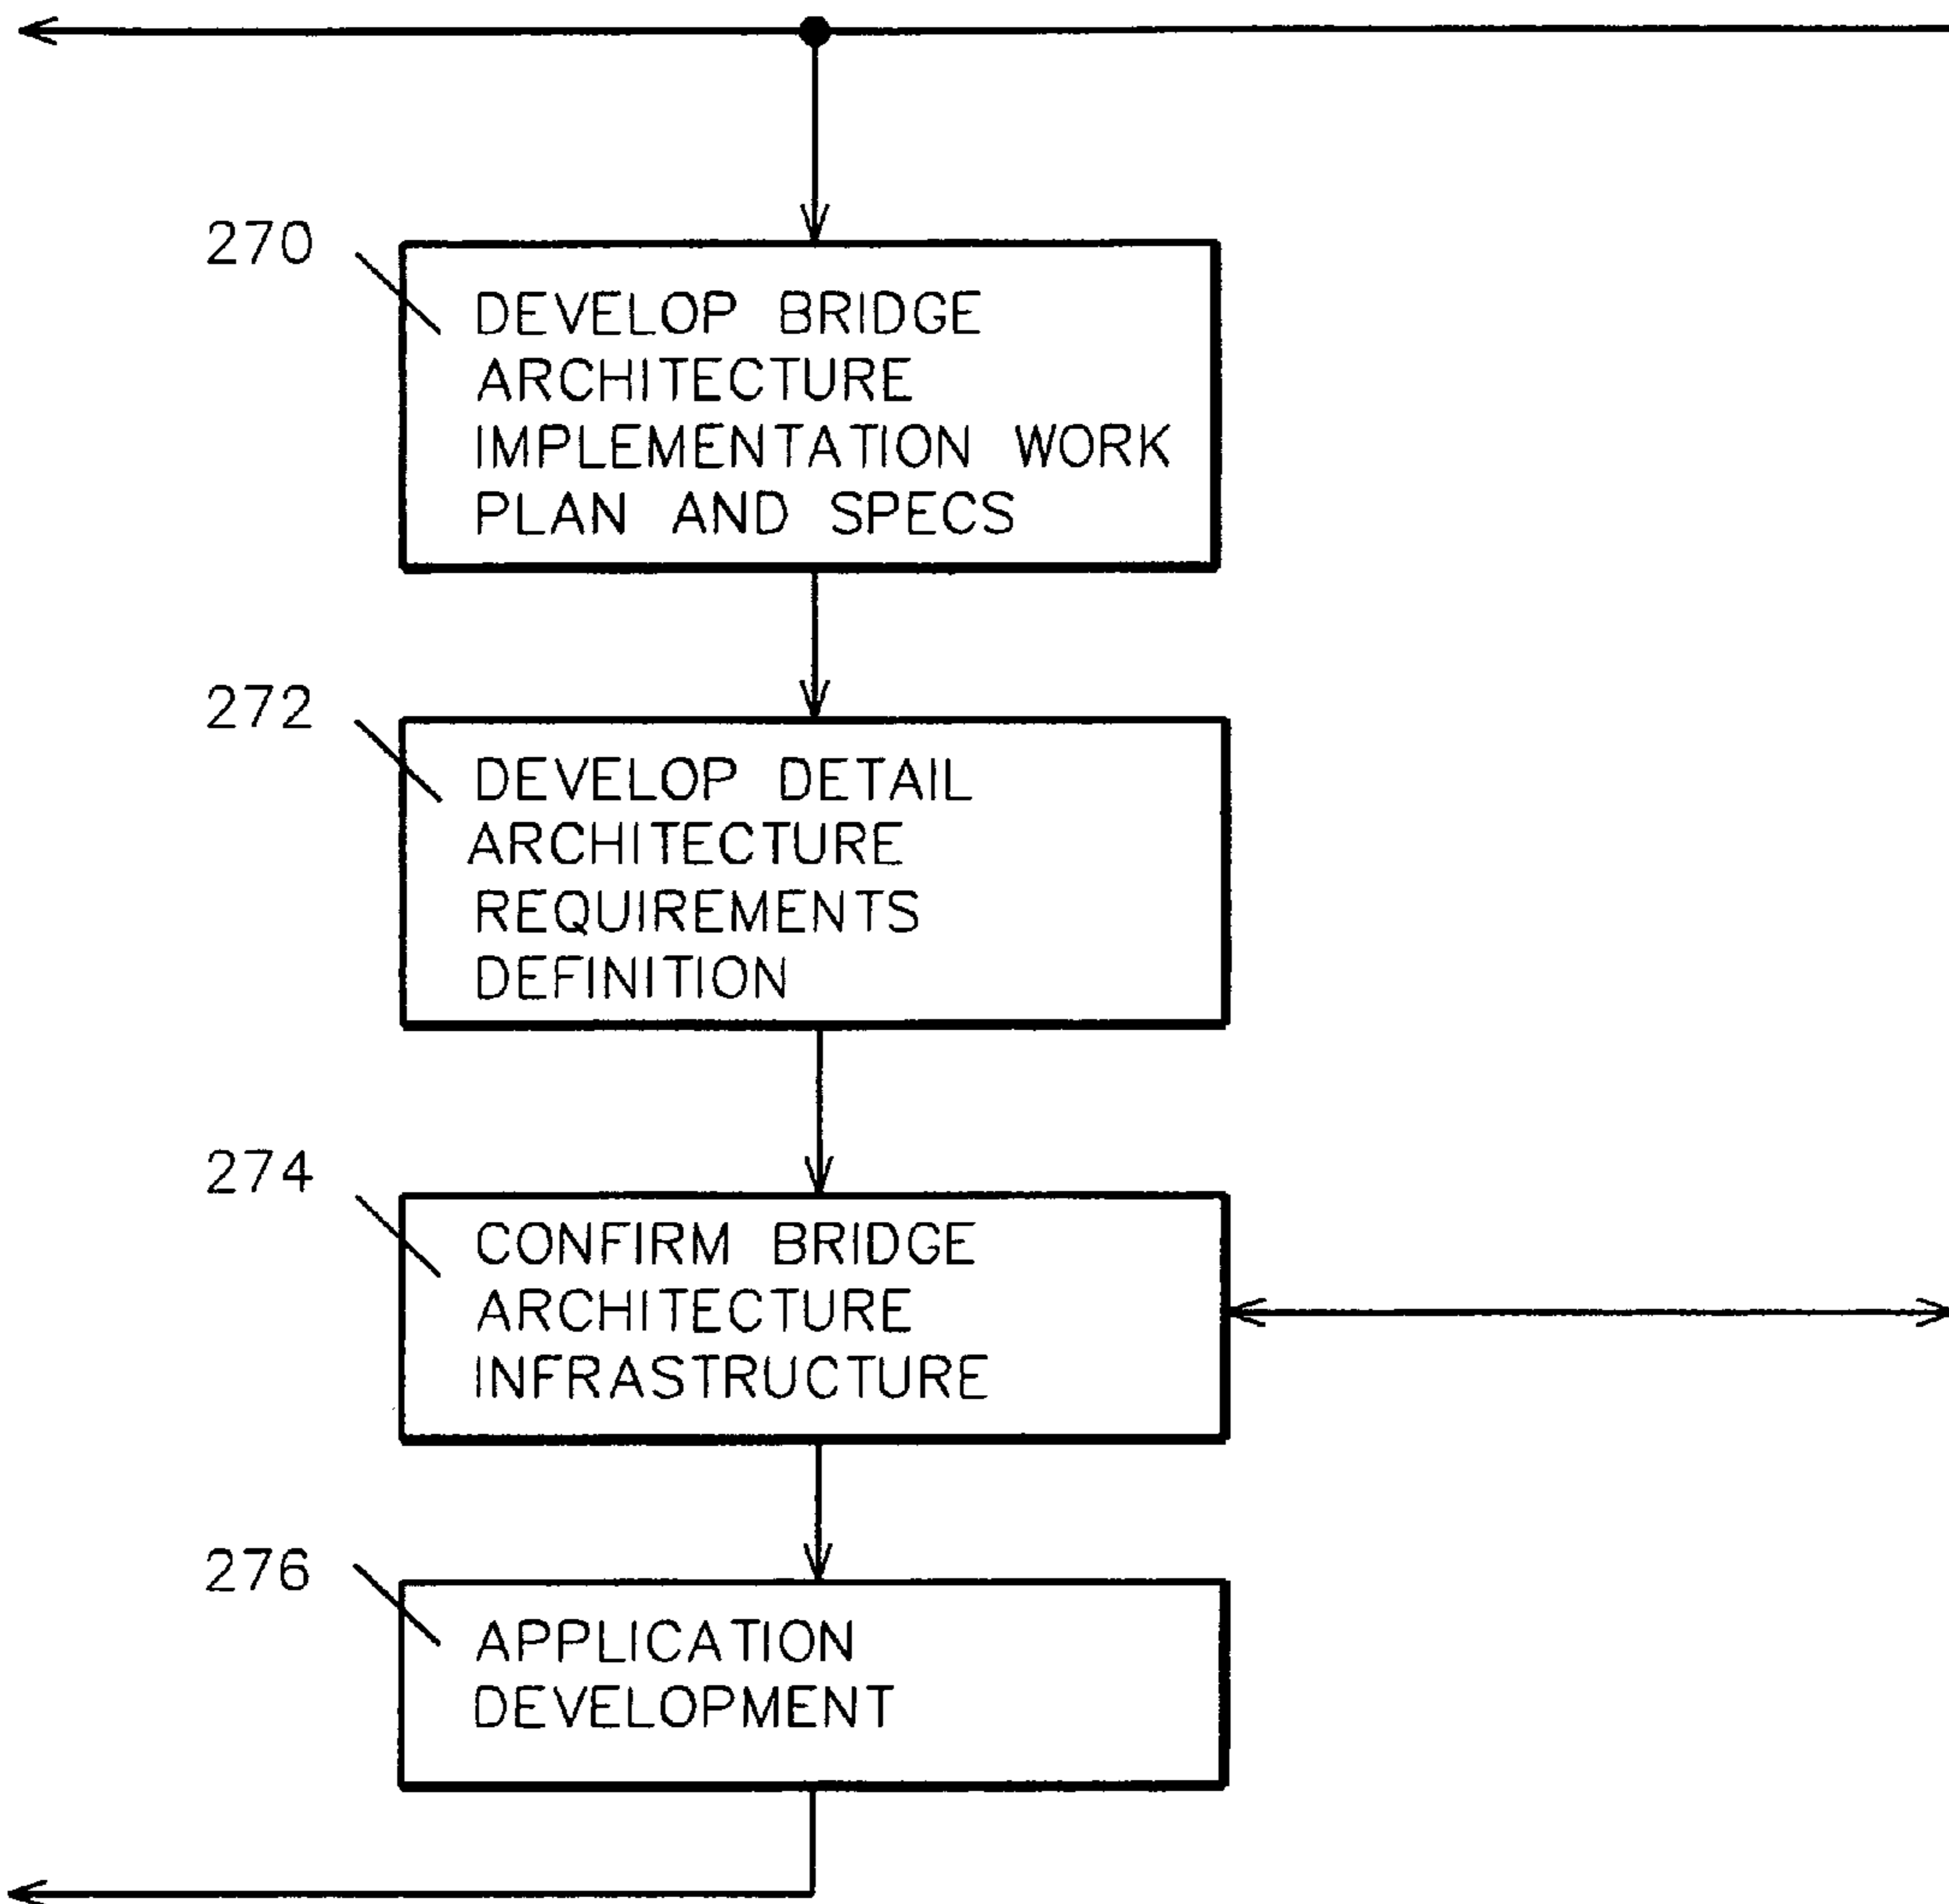 270
DEVELOP BRIDGE
ARCHITECTURE
IMPLEMENTATION WORK
PLAN AND SPECS
272
DEVELOP DETAIL
ARCHITECTURE
REQUIREMENTS
DEFINITION
274
CONFIRM BRIDGE
ARCHITECTURE
INFRASTRUCTURE
276
APPLICATION
DEVELOPMENT